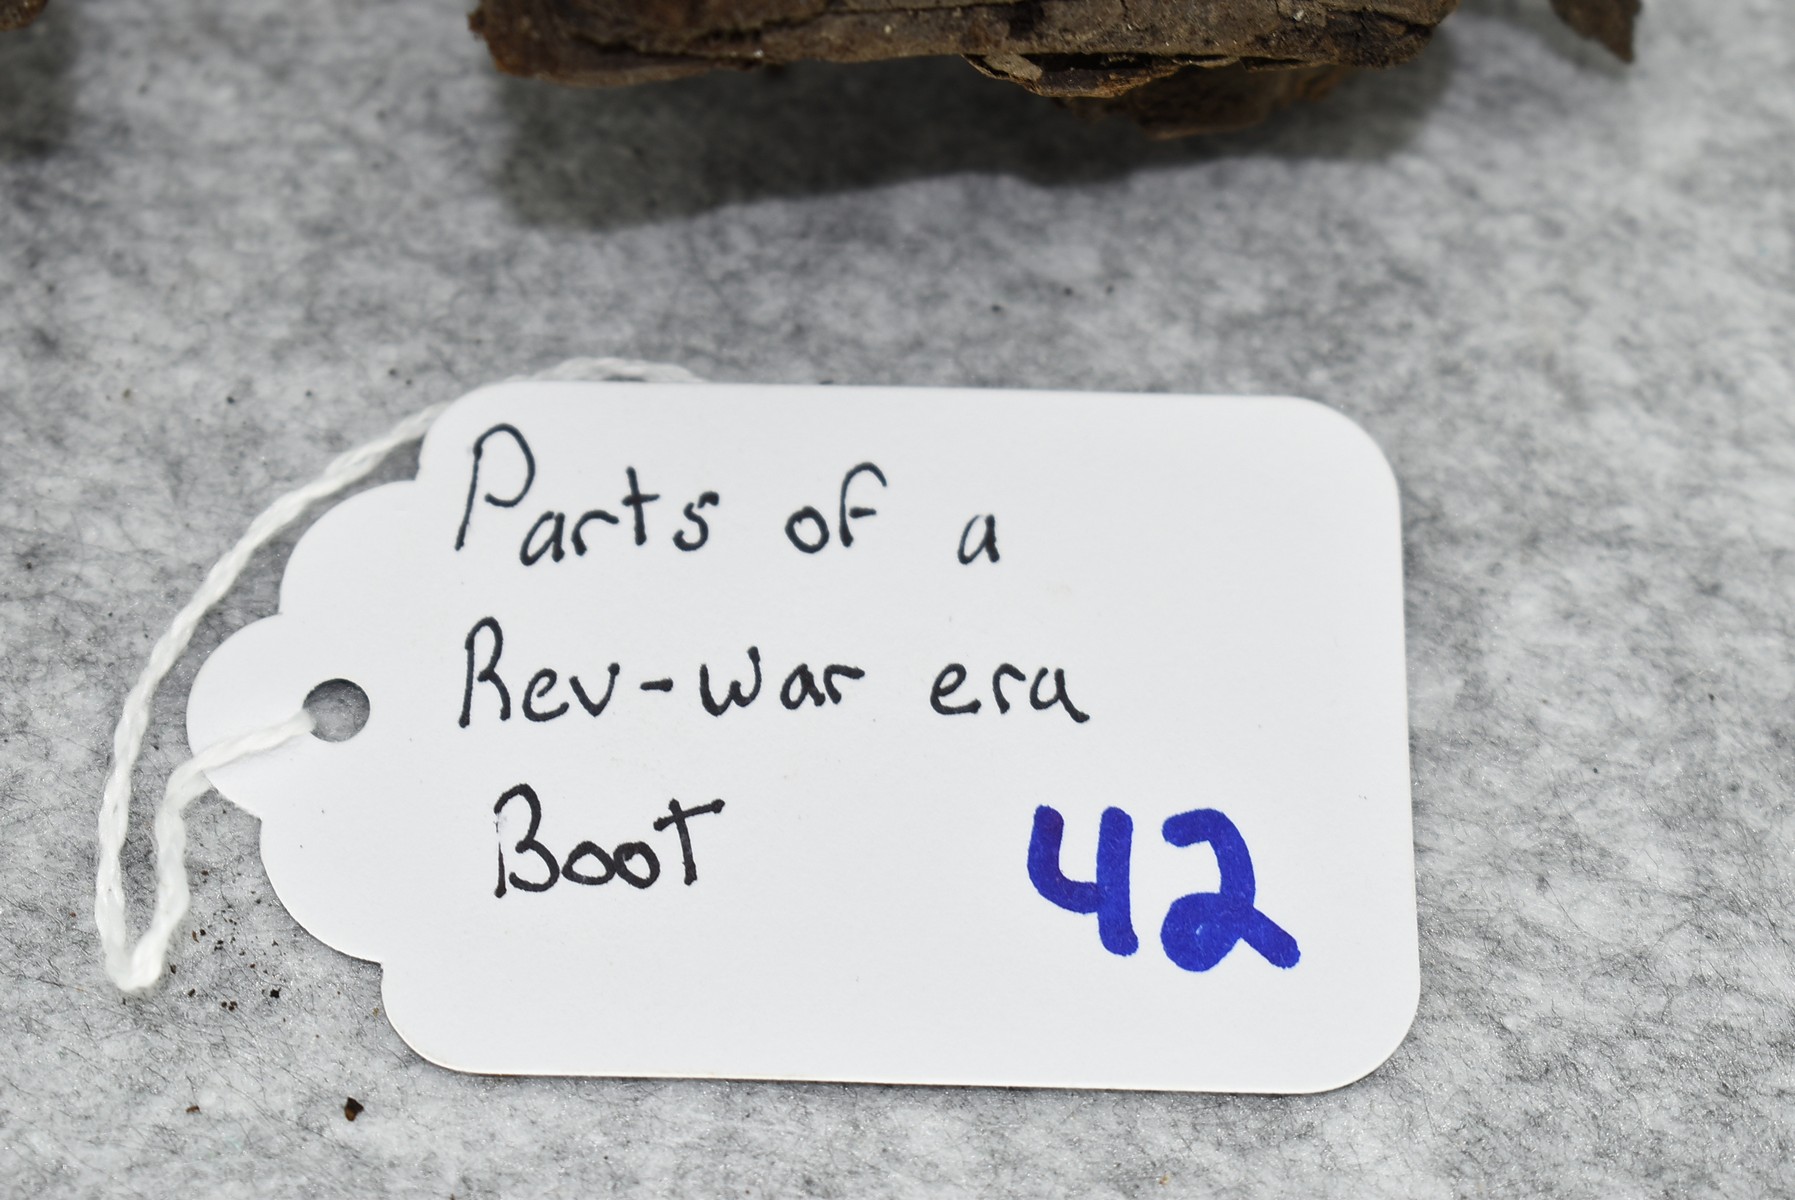 Parts of a
Rev-war era
Boot 42